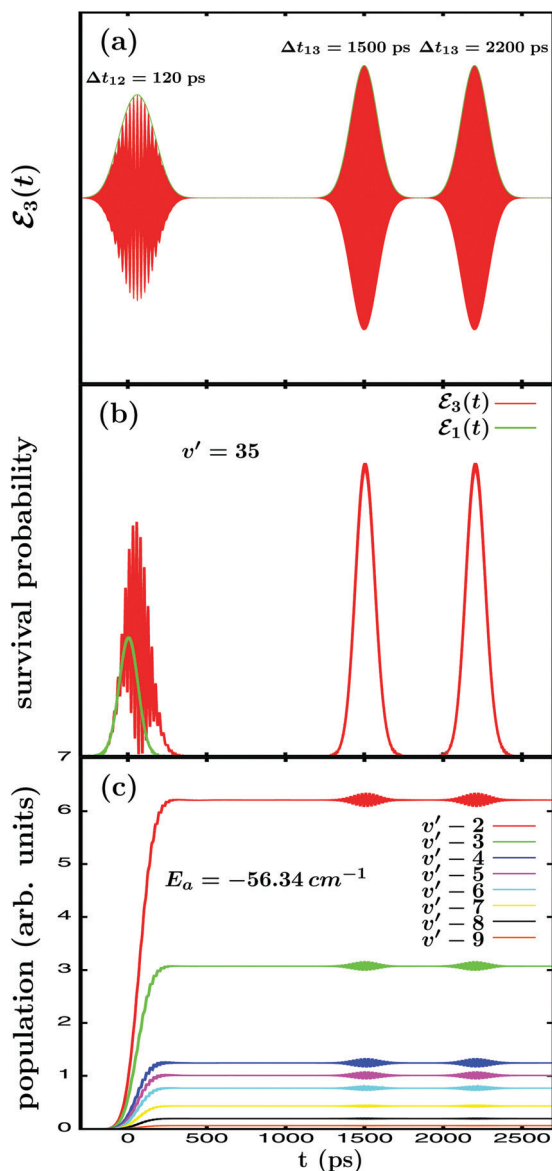 (a)
Δt₁₂ = 120 ps
Δt₁₃ = 1500 ps
Δt₁₃ = 2200 ps
ℰ₃(t)
(b)
ℰ₃(t)
ℰ₁(t)
v′ = 35
survival probability
7
(c)
6
5
4
3
2
1
0
v′ − 2
v′ − 3
v′ − 4
v′ − 5
v′ − 6
v′ − 7
v′ − 8
v′ − 9
Eₐ = −56.34 cm⁻¹
population (arb. units)
0 500 1000 1500 2000 2500
t (ps)